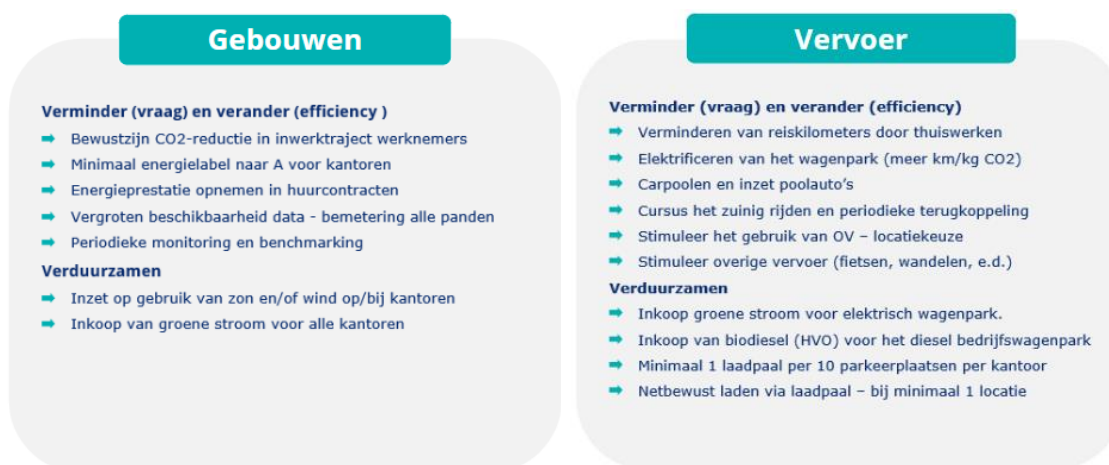 Gebouwen
Verminder (vraag) en verander (efficiency )
Bewustzijn CO2-reductie in inwerktraject werknemers
Minimaal energielabel naar A voor kantoren
Energieprestatie opnemen in huurcontracten
Vergroten beschikbaarheid data - bemetering alle panden
Periodieke monitoring en benchmarking
Verduurzamen
Inzet op gebruik van zon en/of wind op/bij kantoren
Inkoop van groene stroom voor alle kantoren
Vervoer
Verminder (vraag) en verander (efficiency)
Verminderen van reiskilometers door thuiswerken
Elektrificeren van het wagenpark (meer km/kg CO2)
Carpoolen en inzet poolauto's
Cursus het zuinig rijden en periodieke terugkoppeling
Stimuleer het gebruik van OV – locatiekeuze
Stimuleer overige vervoer (fietsen, wandelen, e.d.)
Verduurzamen
Inkoop groene stroom voor elektrisch wagenpark.
Inkoop van biodiesel (HVO) voor het diesel bedrijfswagenpark
Minimaal 1 laadpaal per 10 parkeerplaatsen per kantoor
Netbewust laden via laadpaal – bij minimaal 1 locatie